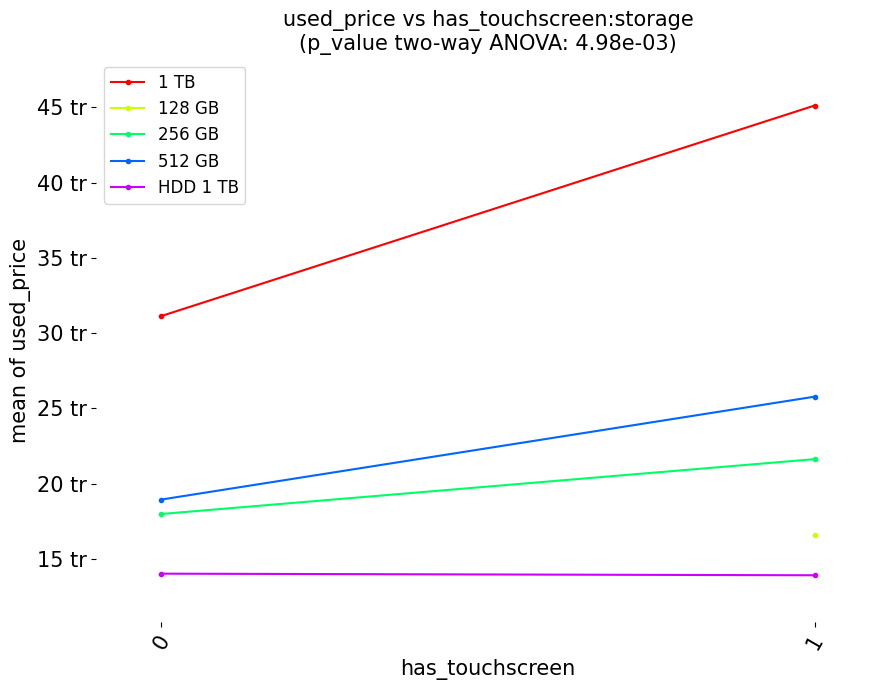 used_price vs has_touchscreen:storage
(p_value two-way ANOVA: 4.98e-03)
1 TB
128 GB
256 GB
512 GB
HDD 1 TB
45 tr
40 tr
35 tr
30 tr
25 tr
20 tr
15 tr
mean of used_price
0
1
has_touchscreen